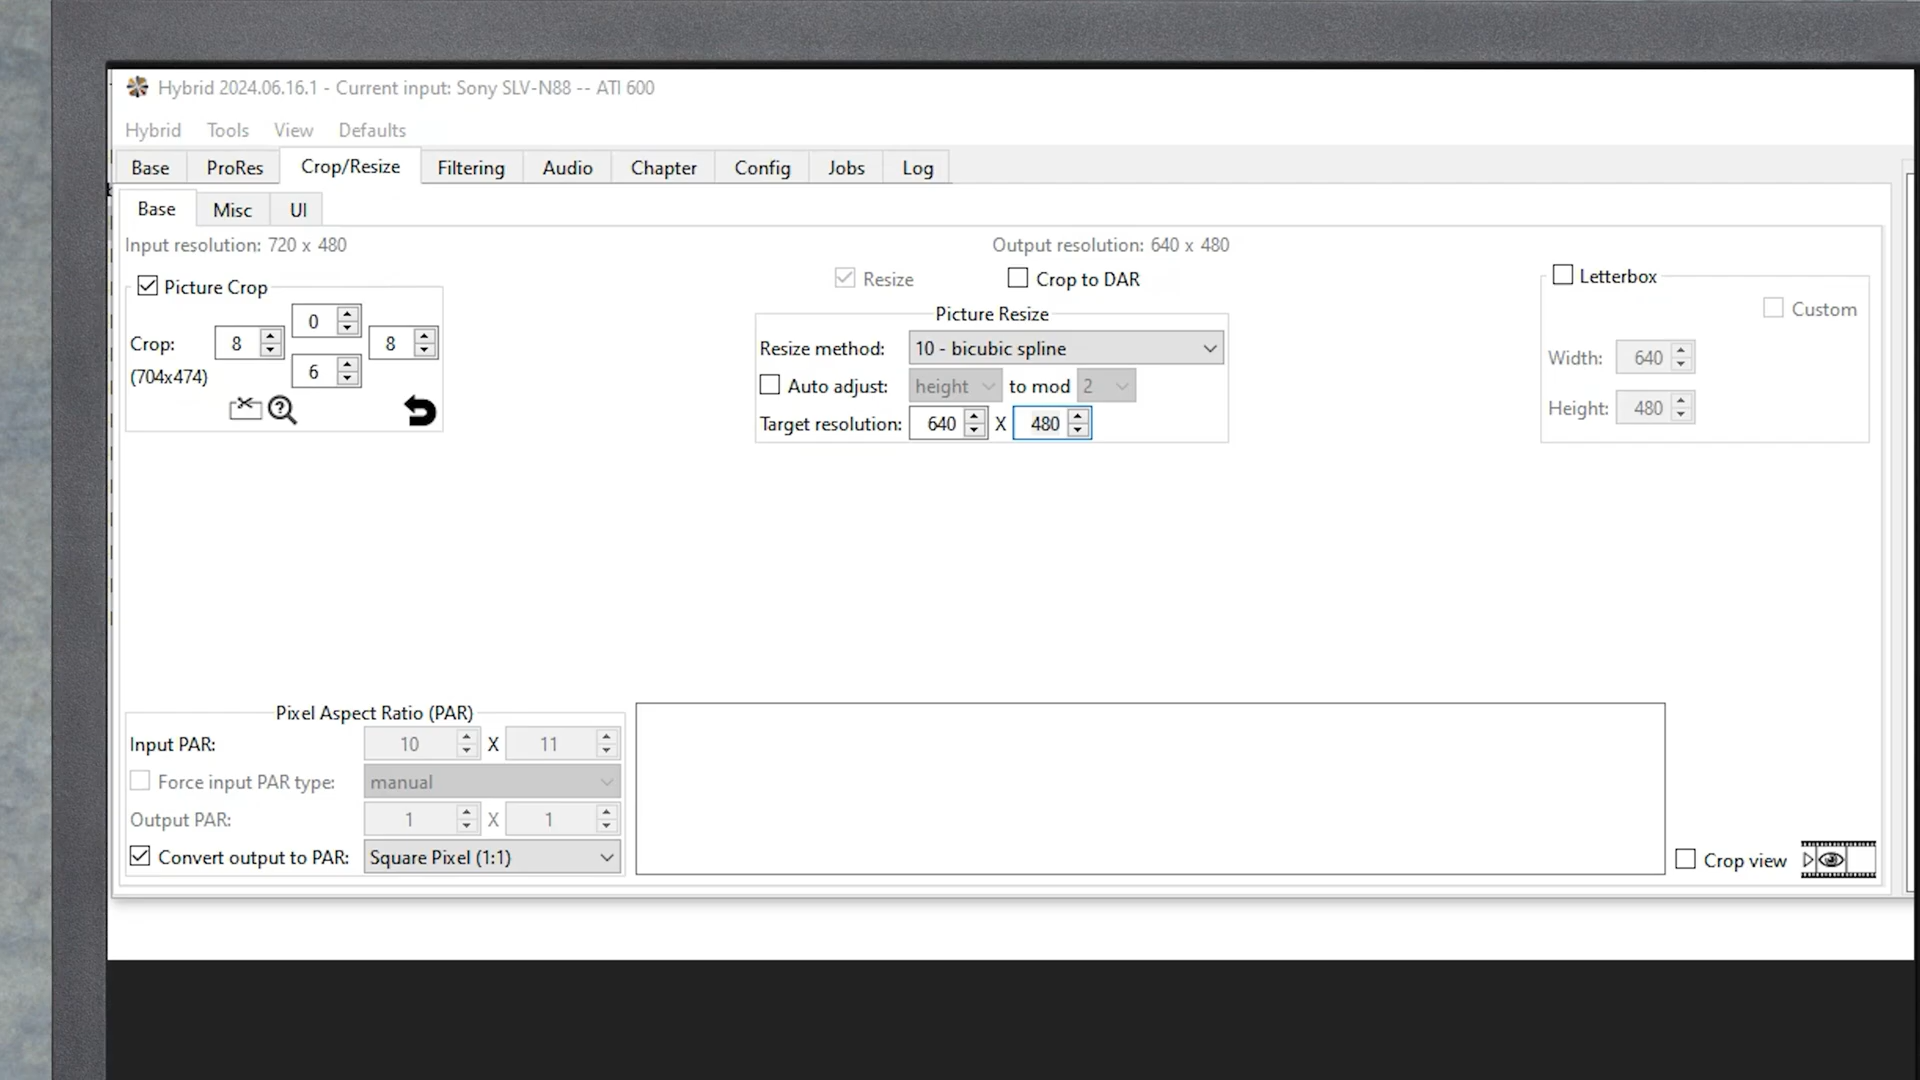 Hybrid 2024.06.16.1 - Current input: Sony SLV-N88 -- ATI 600
Hybrid Tools View Defaults
Base ProRes Crop/Resize Filtering Audio Chapter Config Jobs Log
Base Misc UI
Input resolution: 720 x 480
Output resolution: 640 x 480
Picture Crop
Resize
Crop to DAR
Letterbox
Custom
0
Crop: 8 8
(704x474) 6
Picture Resize
Resize method: 10 - bicubic spline
Auto adjust: height to mod 2
Target resolution: 640 X 480
Width: 640
Height: 480
Pixel Aspect Ratio (PAR)
Input PAR: 10 X 11
Force input PAR type: manual
Output PAR: 1 X 1
Convert output to PAR: Square Pixel (1:1)
Crop view